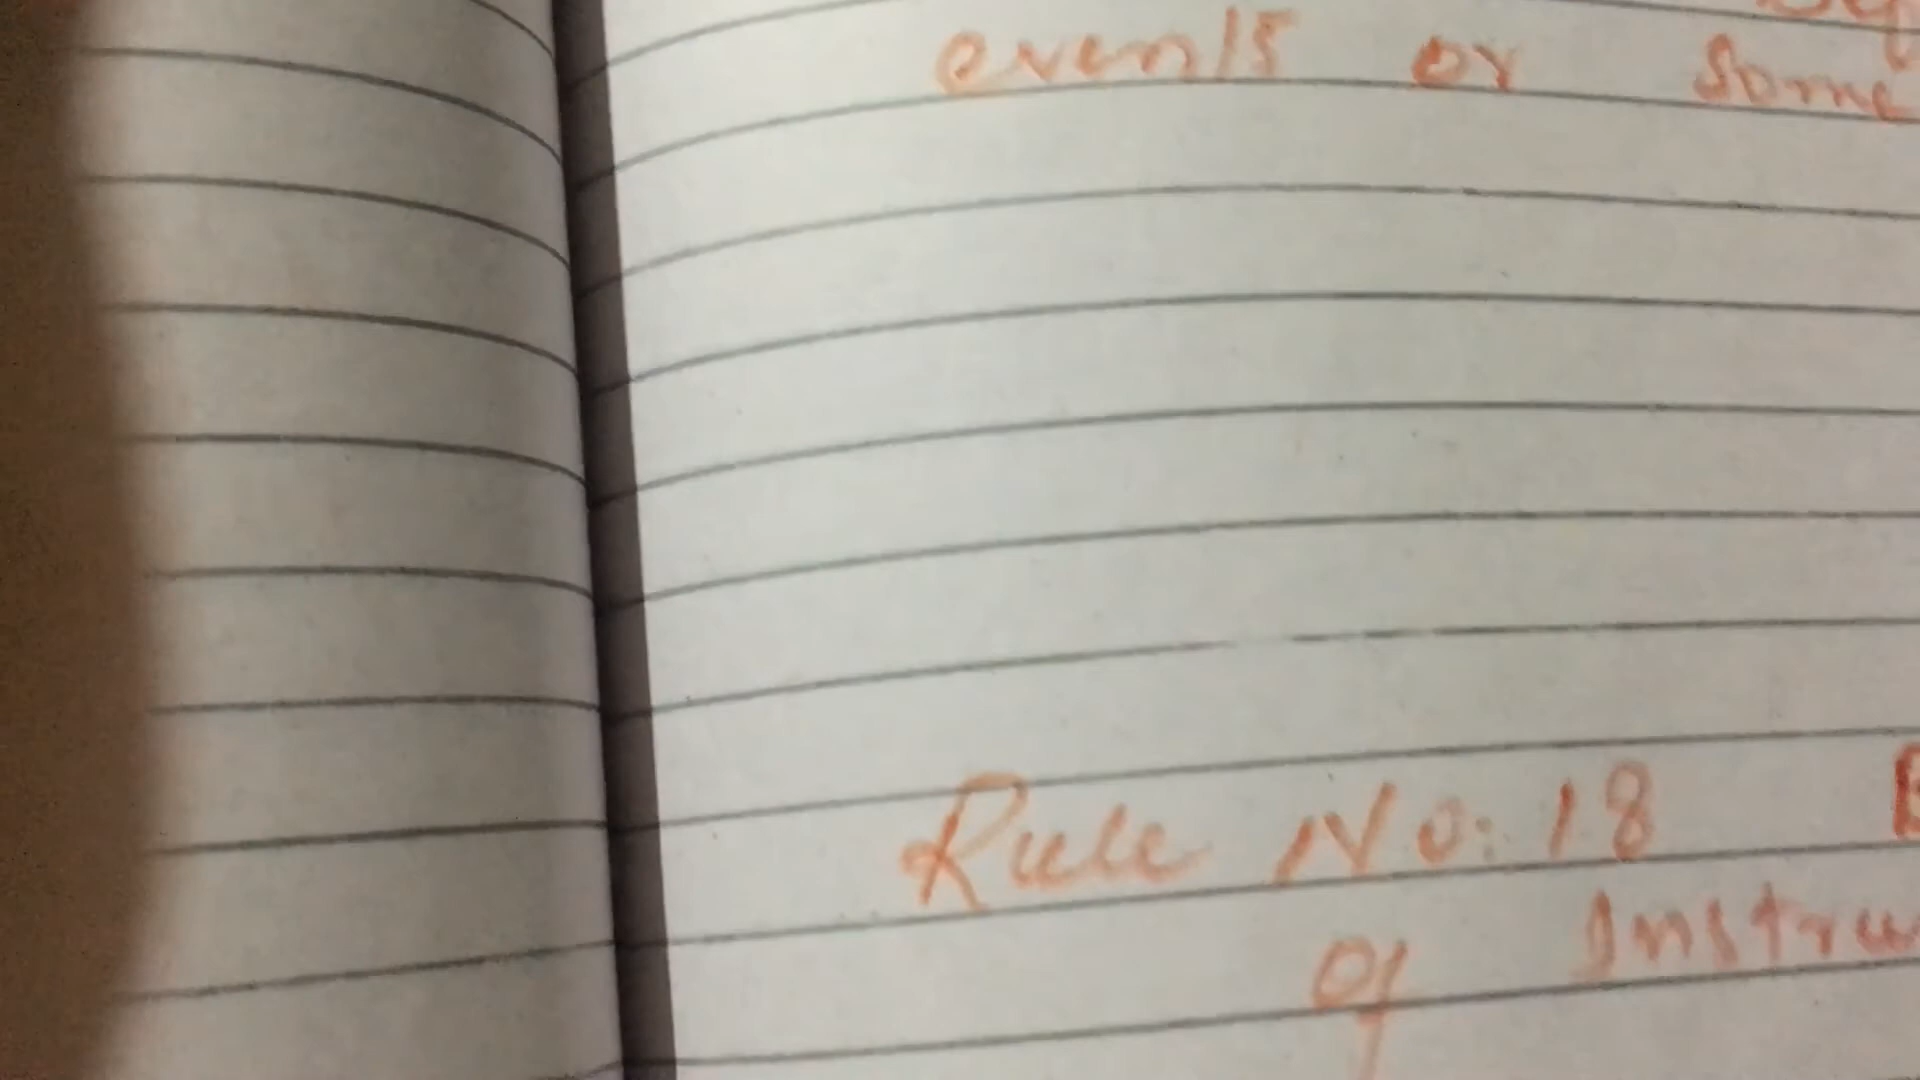 events or some
Rule No: 18
of Instru